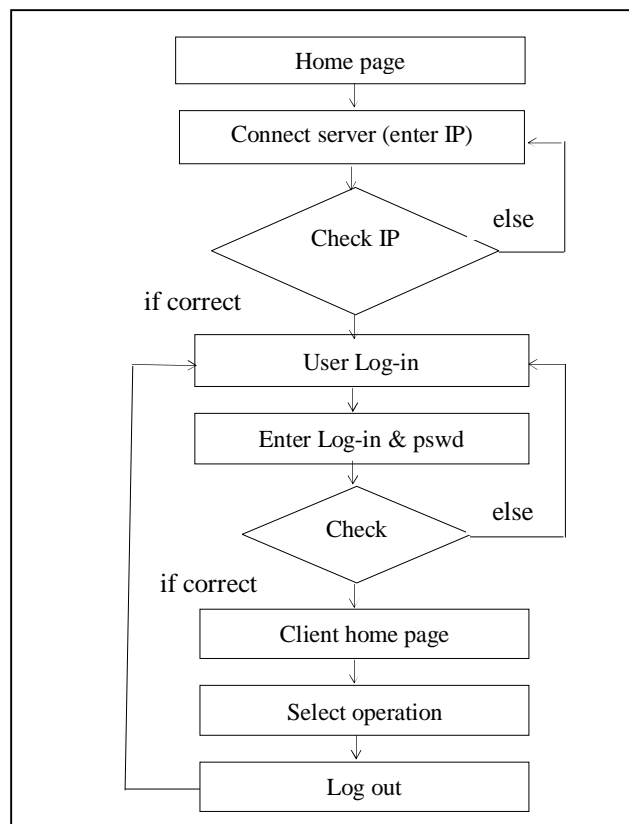 Home page
Connect server (enter IP)
else
Check IP
if correct
User Log-in
Enter Log-in & pswd
else
Check
if correct
Client home page
Select operation
Log out